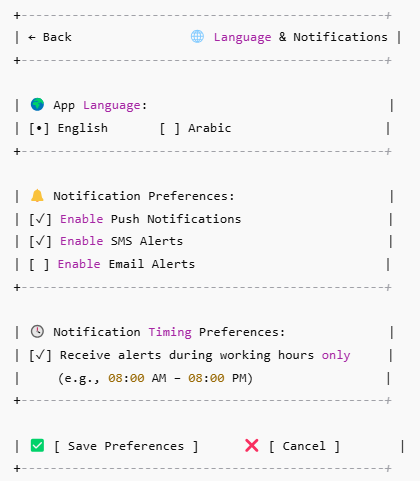 +------------------------------------------------+
| ← Back                🌐 Language & Notifications |
+------------------------------------------------+
| 🌍 App Language:                                |
| [•] English       [ ] Arabic                     |
+------------------------------------------------+
| 🔔 Notification Preferences:                    |
| [✓] Enable Push Notifications                    |
| [✓] Enable SMS Alerts                            |
| [ ] Enable Email Alerts                          |
+------------------------------------------------+
| 🕓 Notification Timing Preferences:              |
| [✓] Receive alerts during working hours only     |
|     (e.g., 08:00 AM – 08:00 PM)                  |
+------------------------------------------------+
| ✅ [ Save Preferences ]      ❌ [ Cancel ]        |
+------------------------------------------------+